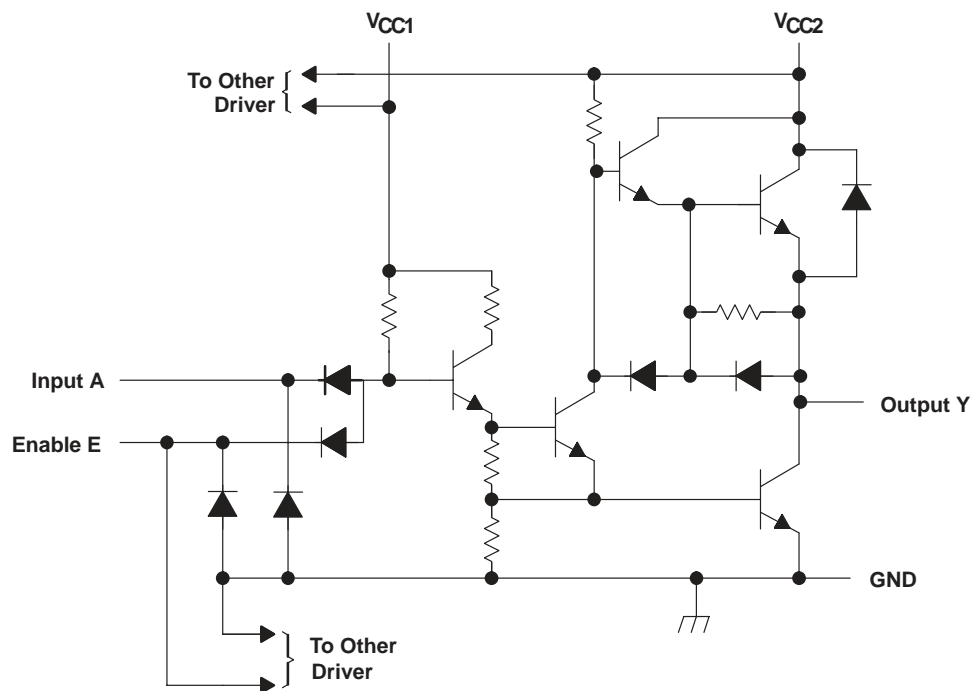 VCC1
VCC2
To Other
Driver
Input A
Enable E
Output Y
GND
To Other
Driver